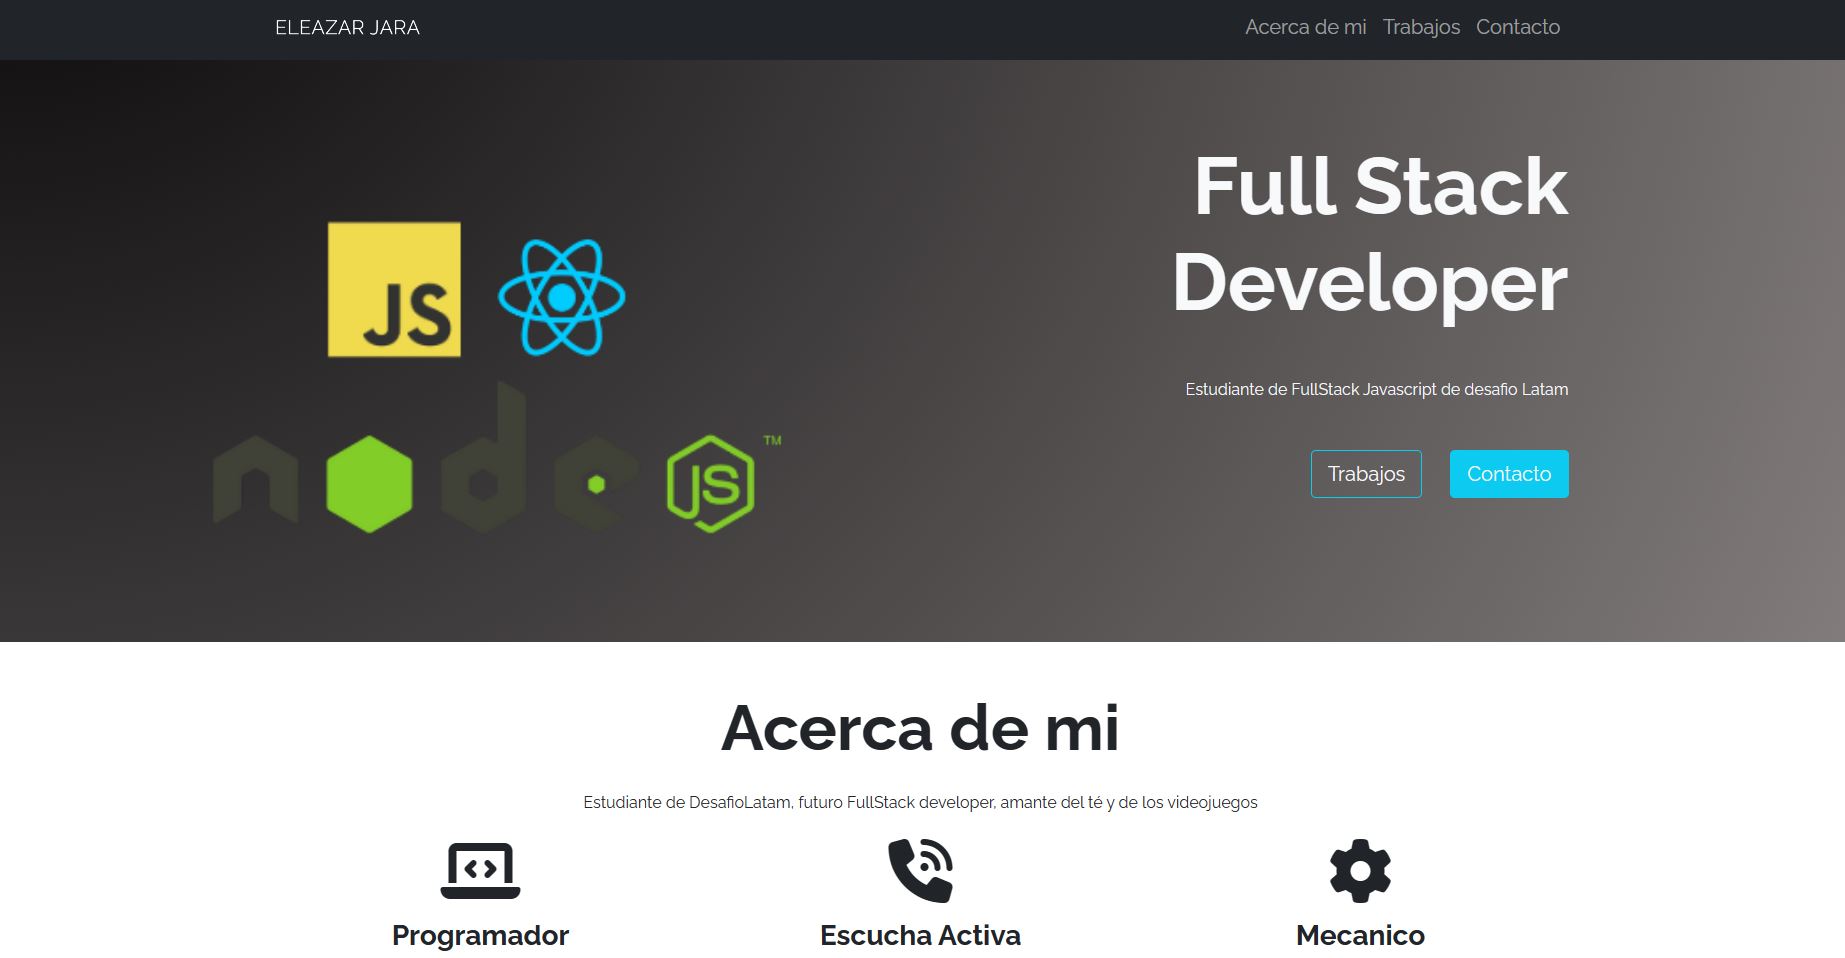 ELEAZAR JARA
Acerca de mi Trabajos Contacto
Full Stack
Developer
JS
node JS TM
Estudiante de FullStack Javascript de desafio Latam
Trabajos Contacto
Acerca de mi
Estudiante de DesafioLatam, futuro FullStack developer, amante del té y de los videojuegos
Programador Escucha Activa Mecanico